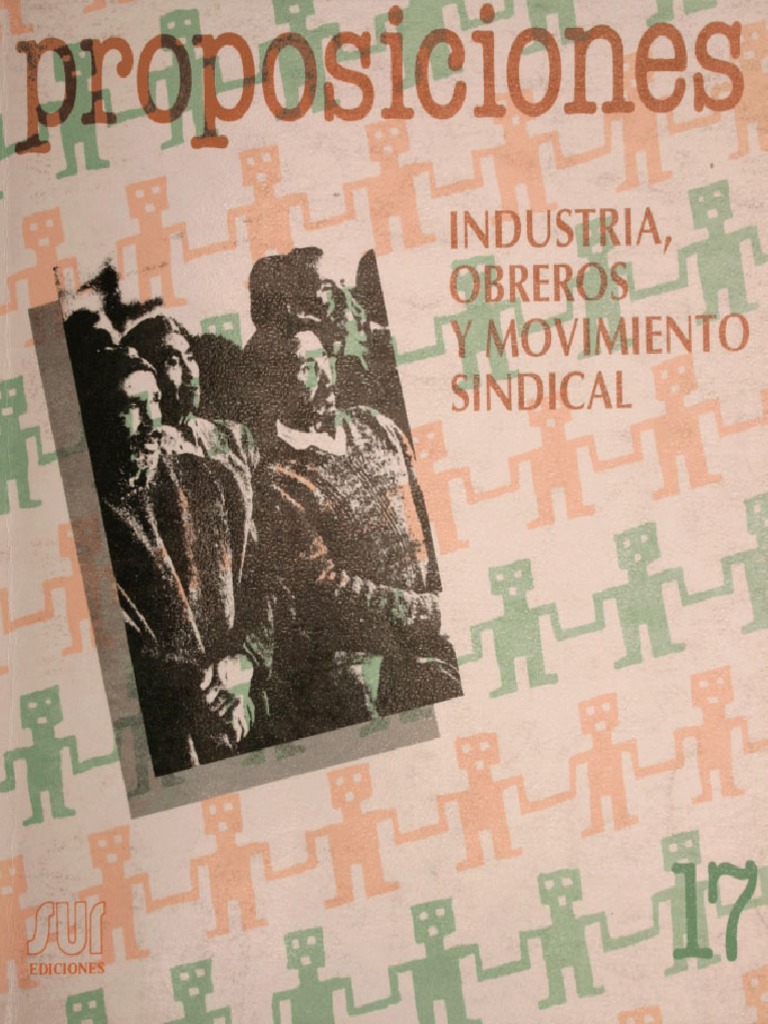 proposiciones
INDUSTRIA,
OBREROS
Y MOVIMIENTO
SINDICAL
17
SUR
EDICIONES